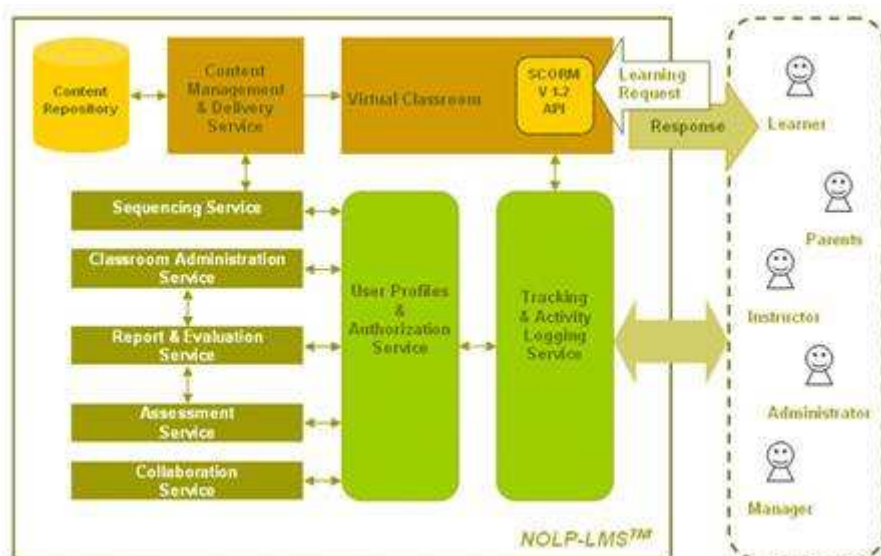 Content
Repository
Content
Management
& Delivery
Service
Virtual Classroom
SCORM
V 1.2
API
Learning
Request
Response
Learner
Parents
Instructor
Administrator
Manager
Sequencing Service
Classroom Administration
Service
Report & Evaluation
Service
Assessment
Service
Collaboration
Service
User Profiles
&
Authorization
Service
Tracking
& Activity
Logging
Service
NOLP-LMS™